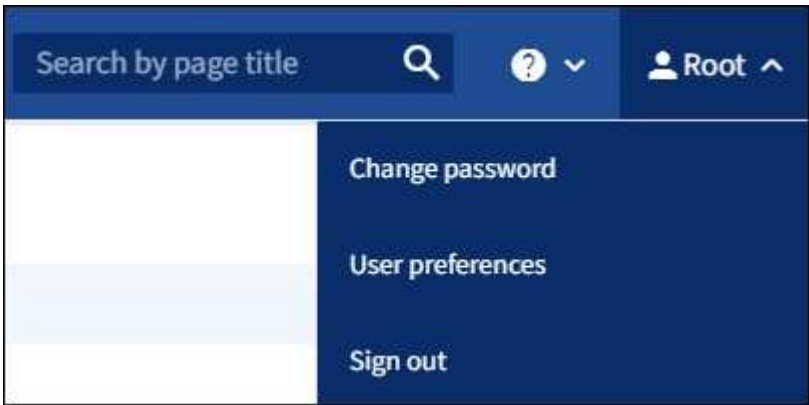 Search by page title
Root
Change password
User preferences
Sign out